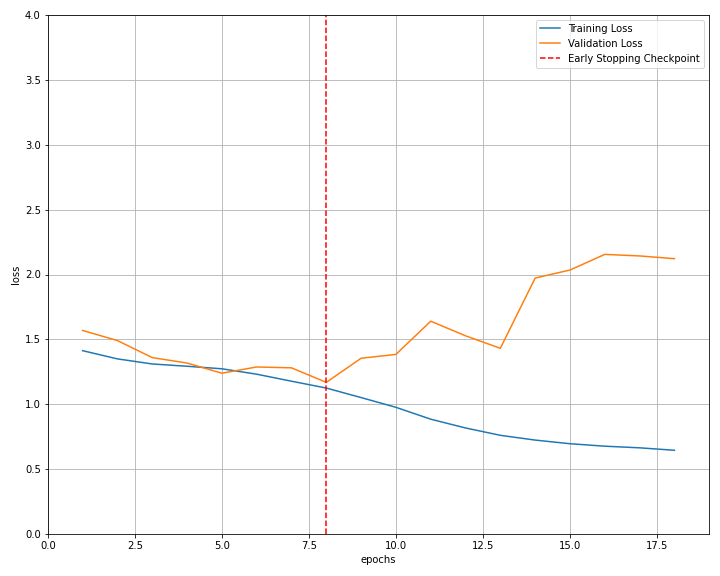 4.0
3.5
3.0
2.5
2.0
1.5
1.0
0.5
0.0
loss
Training Loss
Validation Loss
Early Stopping Checkpoint
0.0 2.5 5.0 7.5 10.0 12.5 15.0 17.5
epochs